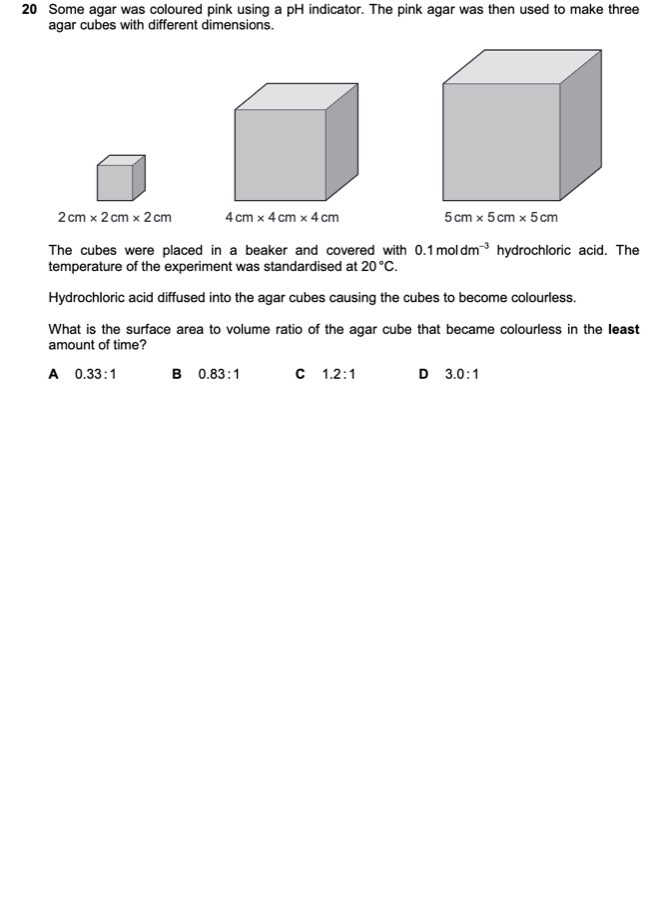 20 Some agar was coloured pink using a pH indicator. The pink agar was then used to make three
agar cubes with different dimensions.
2 cm × 2 cm × 2 cm 4 cm × 4 cm × 4 cm 5 cm × 5 cm × 5 cm
The cubes were placed in a beaker and covered with 0.1 mol dm⁻³ hydrochloric acid. The
temperature of the experiment was standardised at 20 °C.
Hydrochloric acid diffused into the agar cubes causing the cubes to become colourless.
What is the surface area to volume ratio of the agar cube that became colourless in the least
amount of time?
A 0.33 : 1 B 0.83 : 1 C 1.2 : 1 D 3.0 : 1